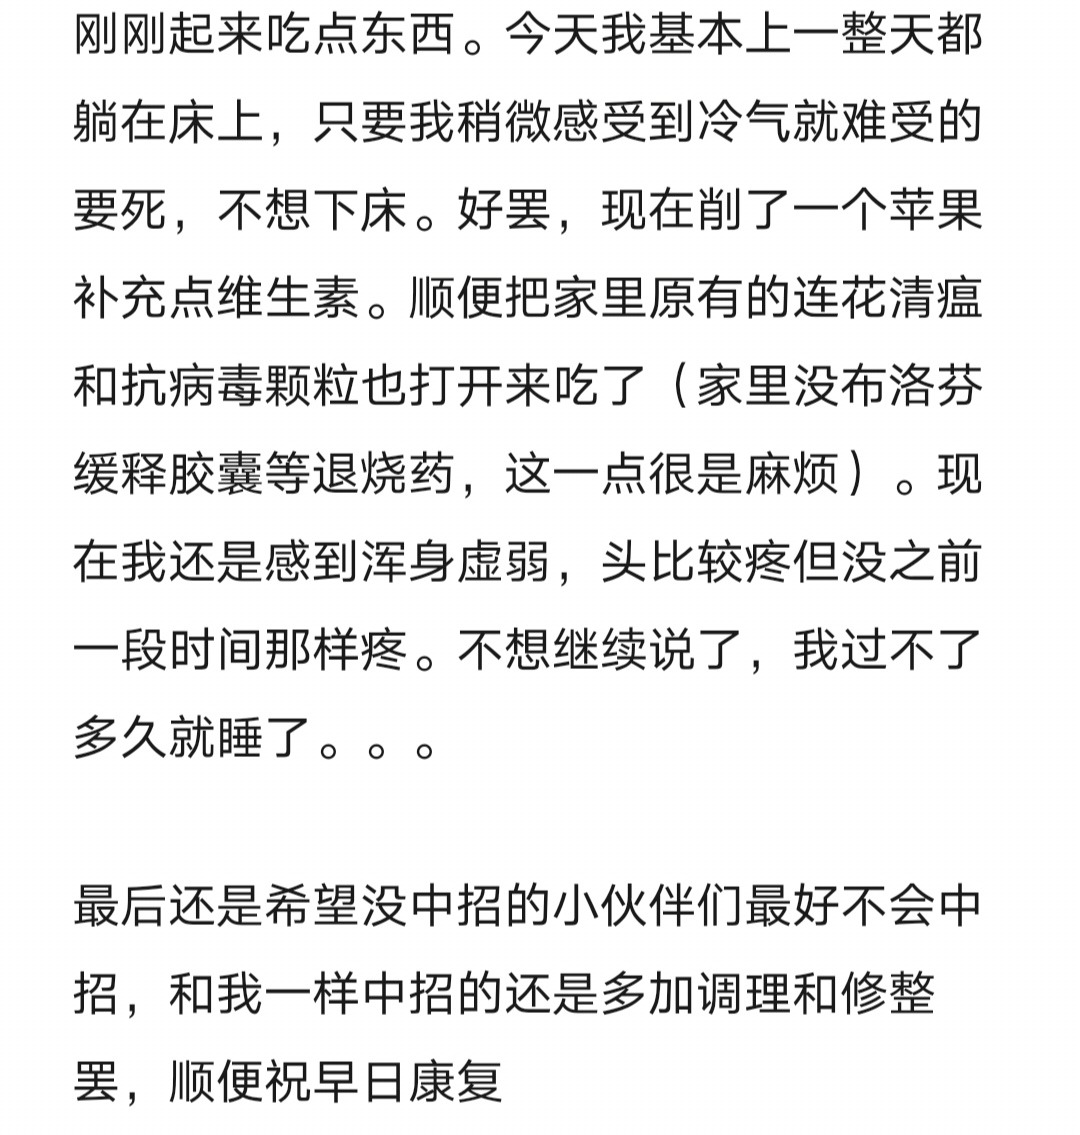 刚刚起来吃点东西。今天我基本上一整天都
躺在床上，只要我稍微感受到冷气就难受的
要死，不想下床。好罢，现在削了一个苹果
补充点维生素。顺便把家里原有的连花清瘟
和抗病毒颗粒也打开来吃了（家里没布洛芬
缓释胶囊等退烧药，这一点很是麻烦）。现
在我还是感到浑身虚弱，头比较疼但没之前
一段时间那样疼。不想继续说了，我过不了
多久就睡了。。。
最后还是希望没中招的小伙伴们最好不会中
招，和我一样中招的还是多加调理和修整
罢，顺便祝早日康复